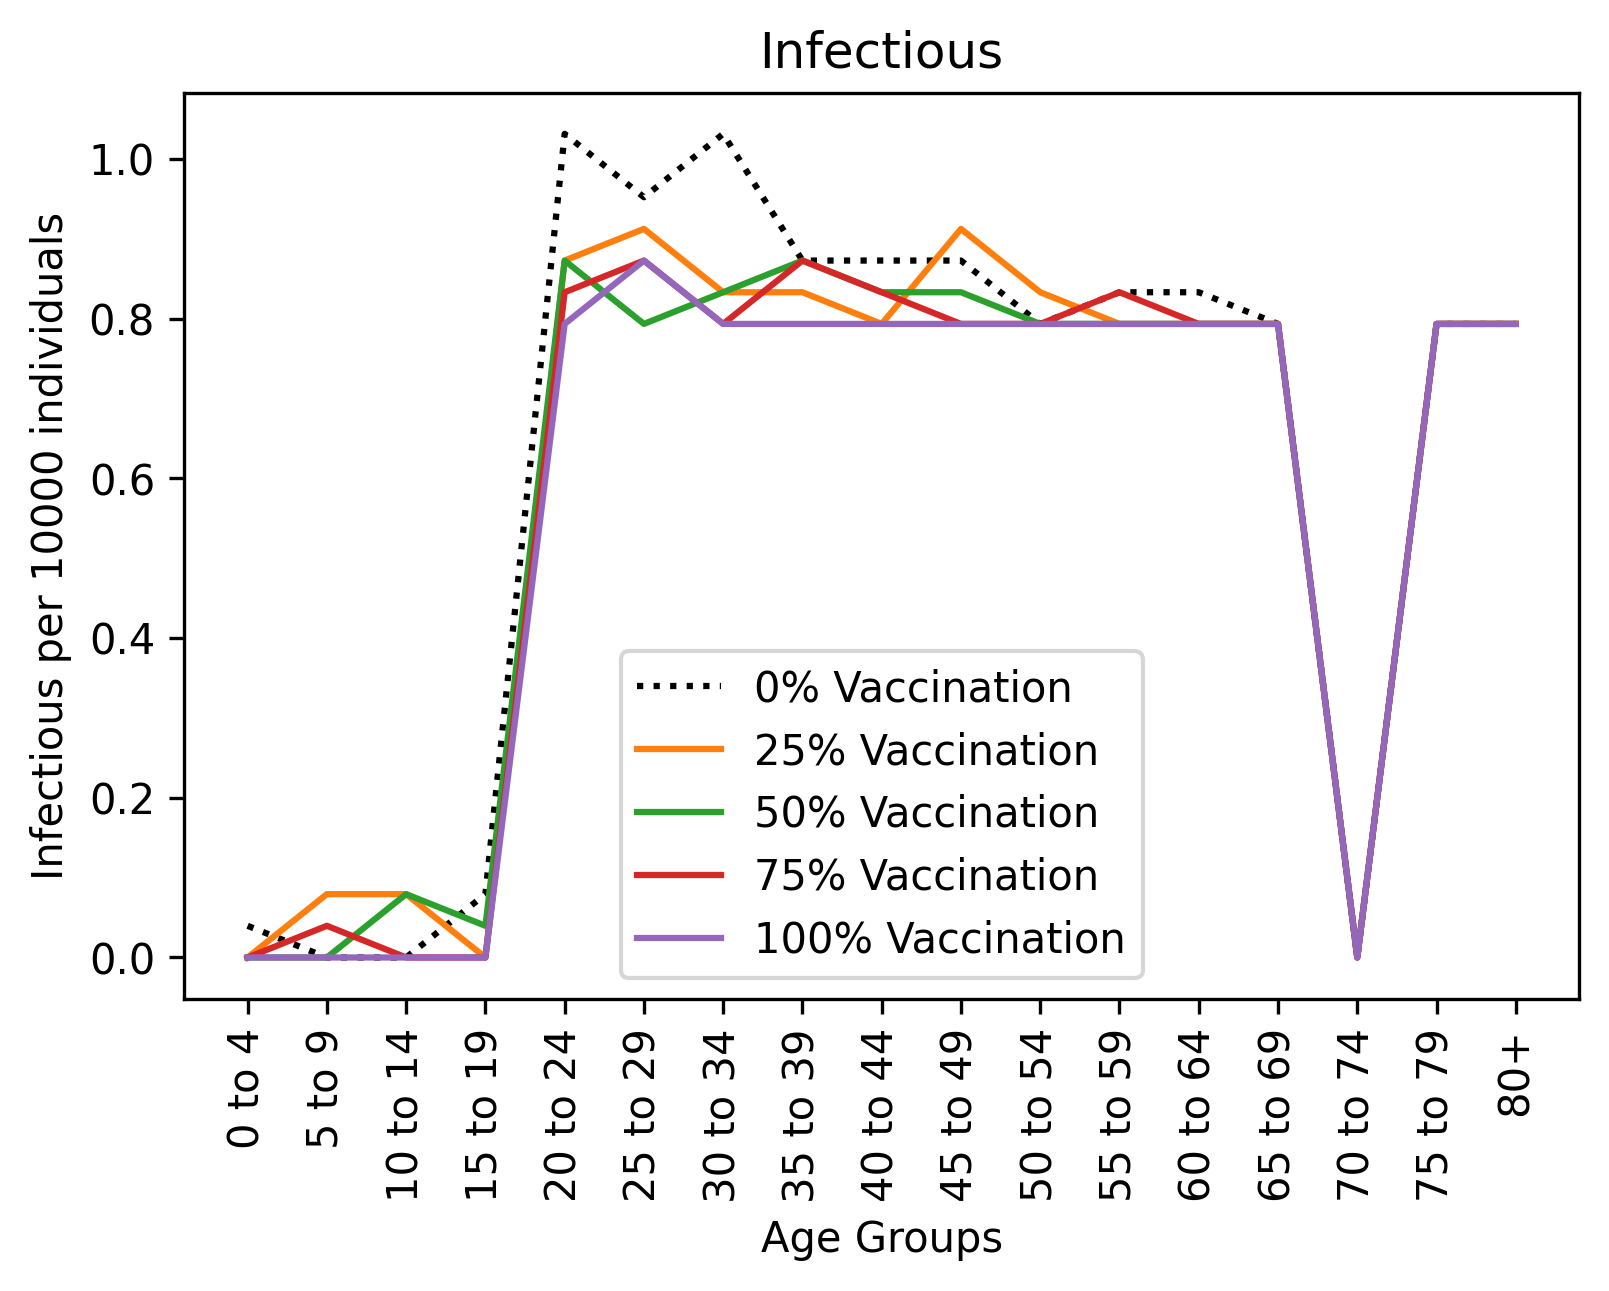 Infectious
Infectious per 10000 individuals
1.0
0.8
0.6
0.4
0.2
0.0
0% Vaccination
25% Vaccination
50% Vaccination
75% Vaccination
100% Vaccination
0 to 4
5 to 9
10 to 14
15 to 19
20 to 24
25 to 29
30 to 34
35 to 39
40 to 44
45 to 49
50 to 54
55 to 59
60 to 64
65 to 69
70 to 74
75 to 79
80+
Age Groups